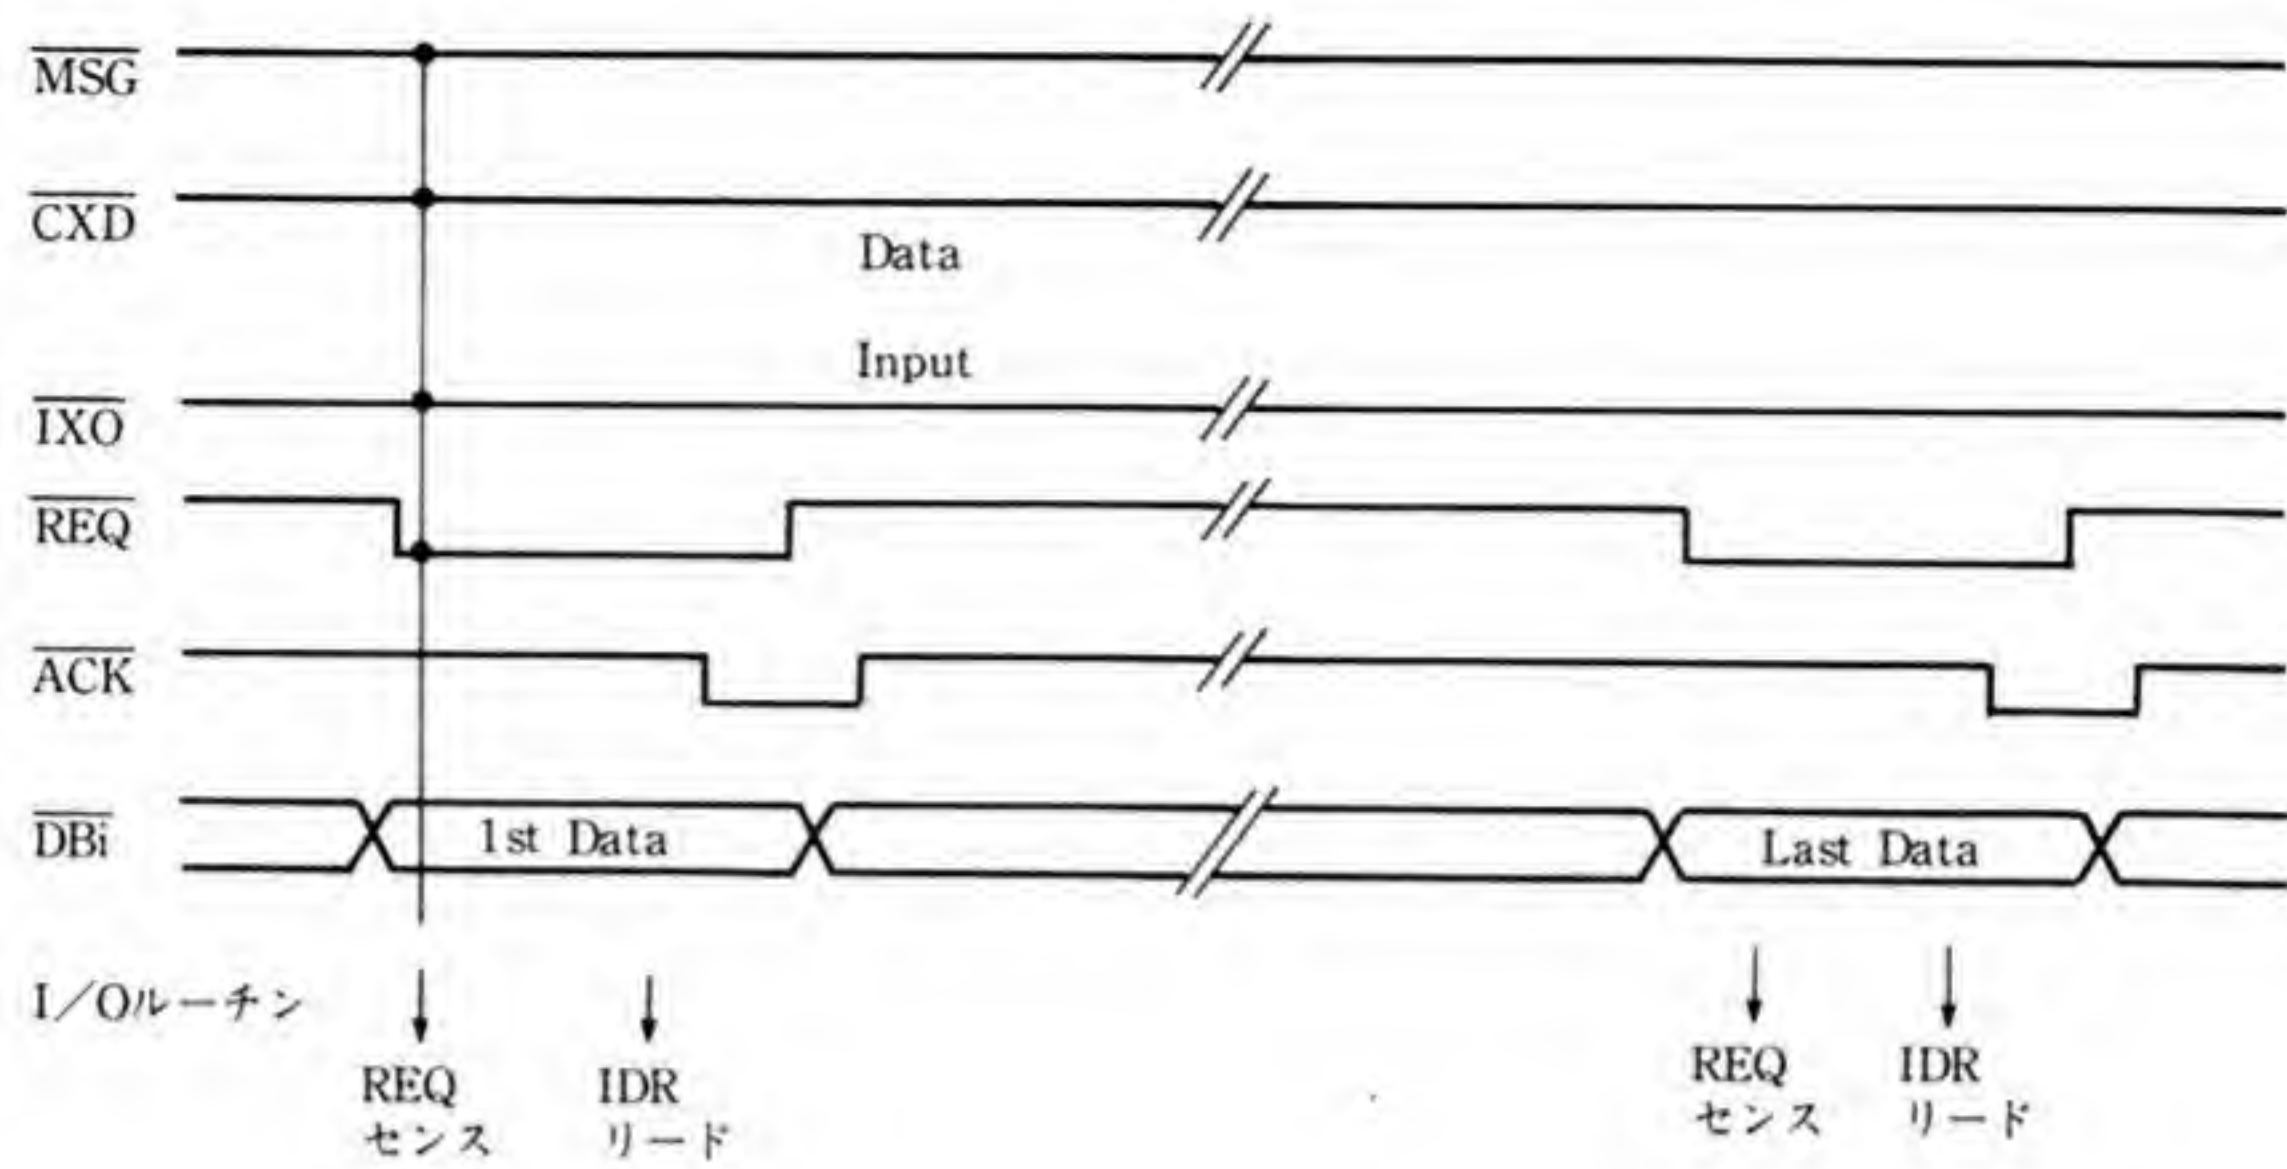 MSG
CXD
Data
Input
IXO
REQ
ACK
DBi
1st Data
Last Data
I/Oルーチン
REQ
センス
IDR
リード
REQ
センス
IDR
リード